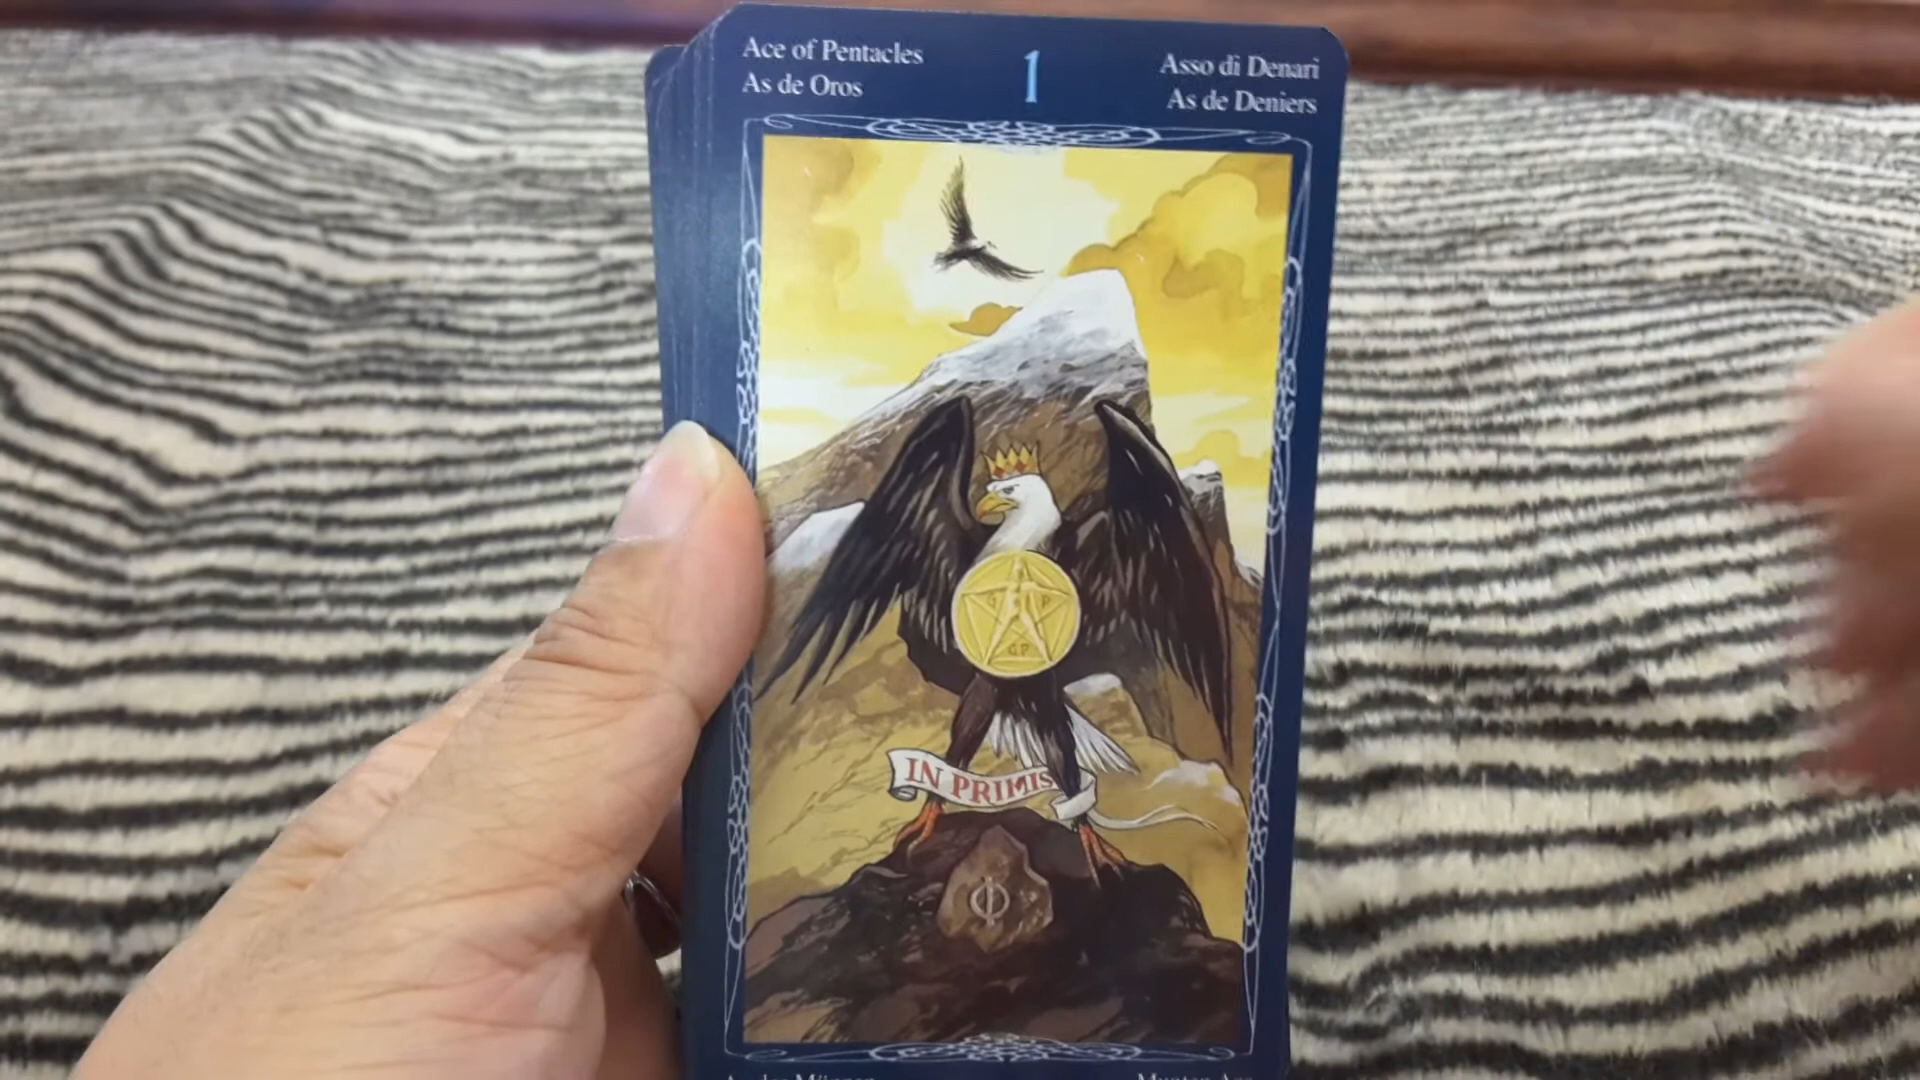 Ace of Pentacles
As de Oros
1
Asso di Denari
As de Deniers
G P
G.P.
IN PRIMIS